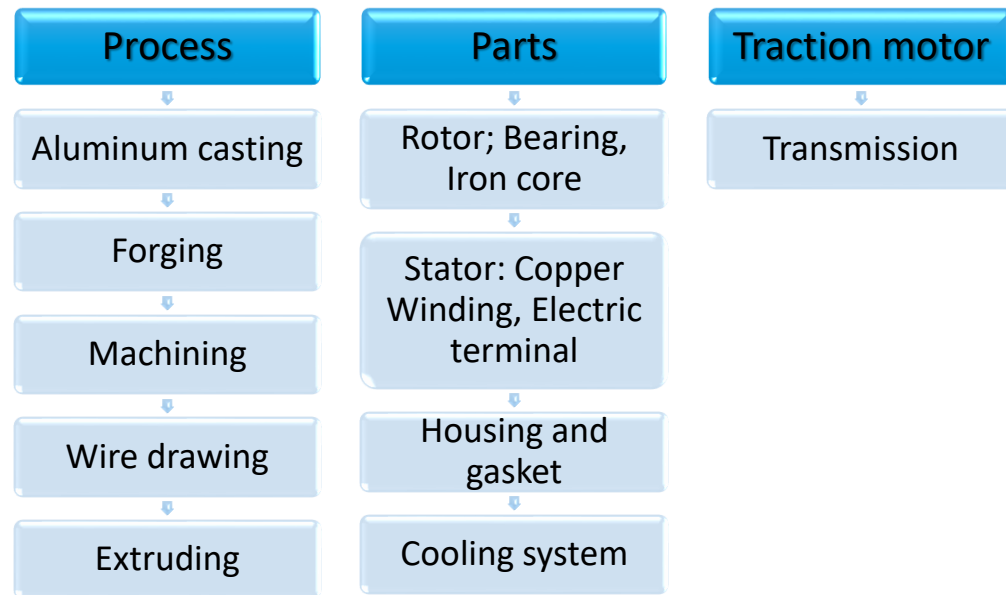 Process
Aluminum casting
Forging
Machining
Wire drawing
Extruding
Parts
Rotor; Bearing,
Iron core
Stator: Copper
Winding, Electric
terminal
Housing and
gasket
Cooling system
Traction motor
Transmission